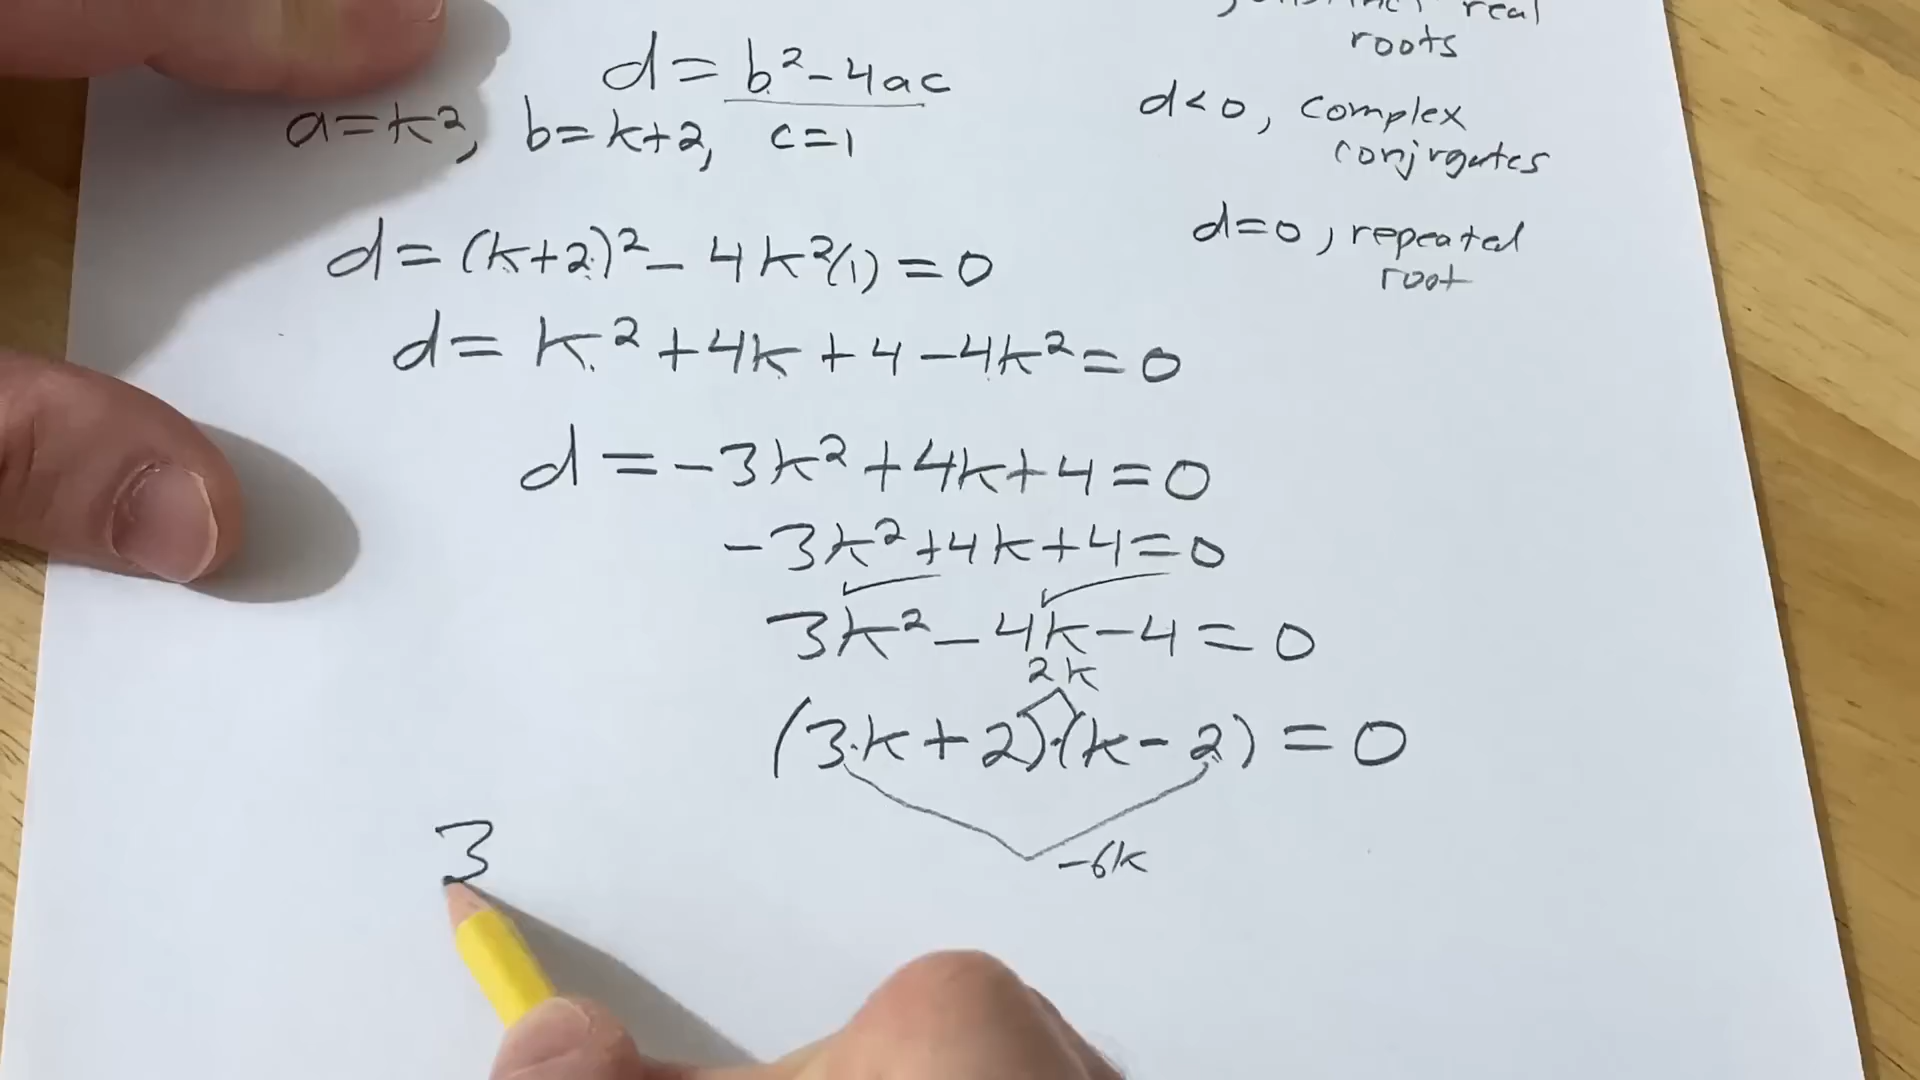 d = b² - 4ac
a = k², b = k+2, c = 1
d = (k+2)² - 4k²(1) = 0
d = k² + 4k + 4 - 4k² = 0
d = -3k² + 4k + 4 = 0
-3k² + 4k + 4 = 0
3k² - 4k - 4 = 0
2k
(3·k + 2)·(k - 2) = 0
-6k
3
real
roots
d < 0, complex
conjugates
d = 0, repeated
root